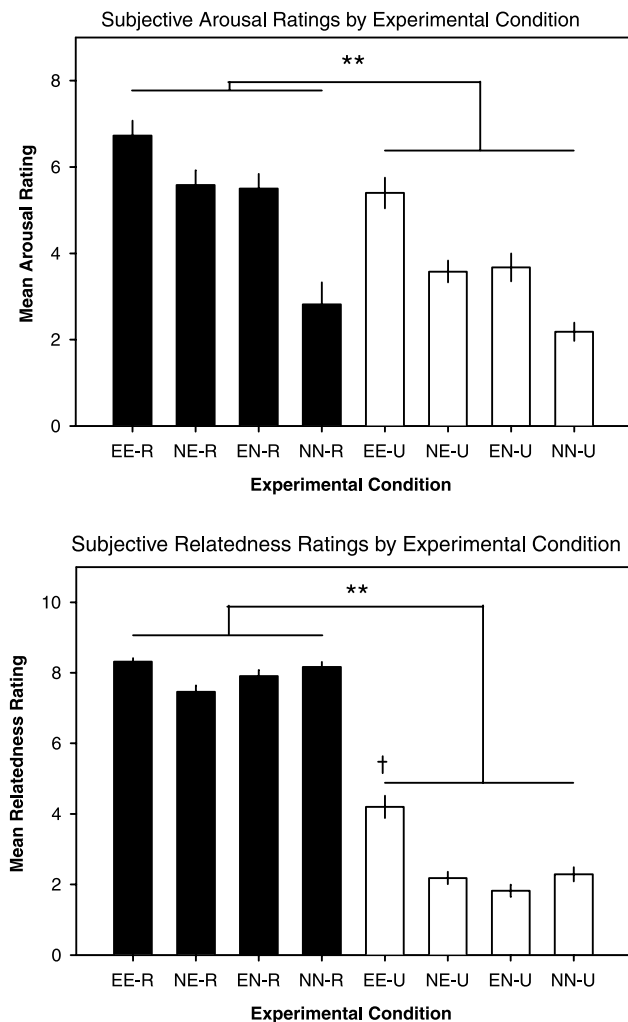 Subjective Arousal Ratings by Experimental Condition
**
8
6
4
2
0
Mean Arousal Rating
EE-R NE-R EN-R NN-R EE-U NE-U EN-U NN-U
Experimental Condition
Subjective Relatedness Ratings by Experimental Condition
**
†
10
8
6
4
2
0
Mean Relatedness Rating
EE-R NE-R EN-R NN-R EE-U NE-U EN-U NN-U
Experimental Condition